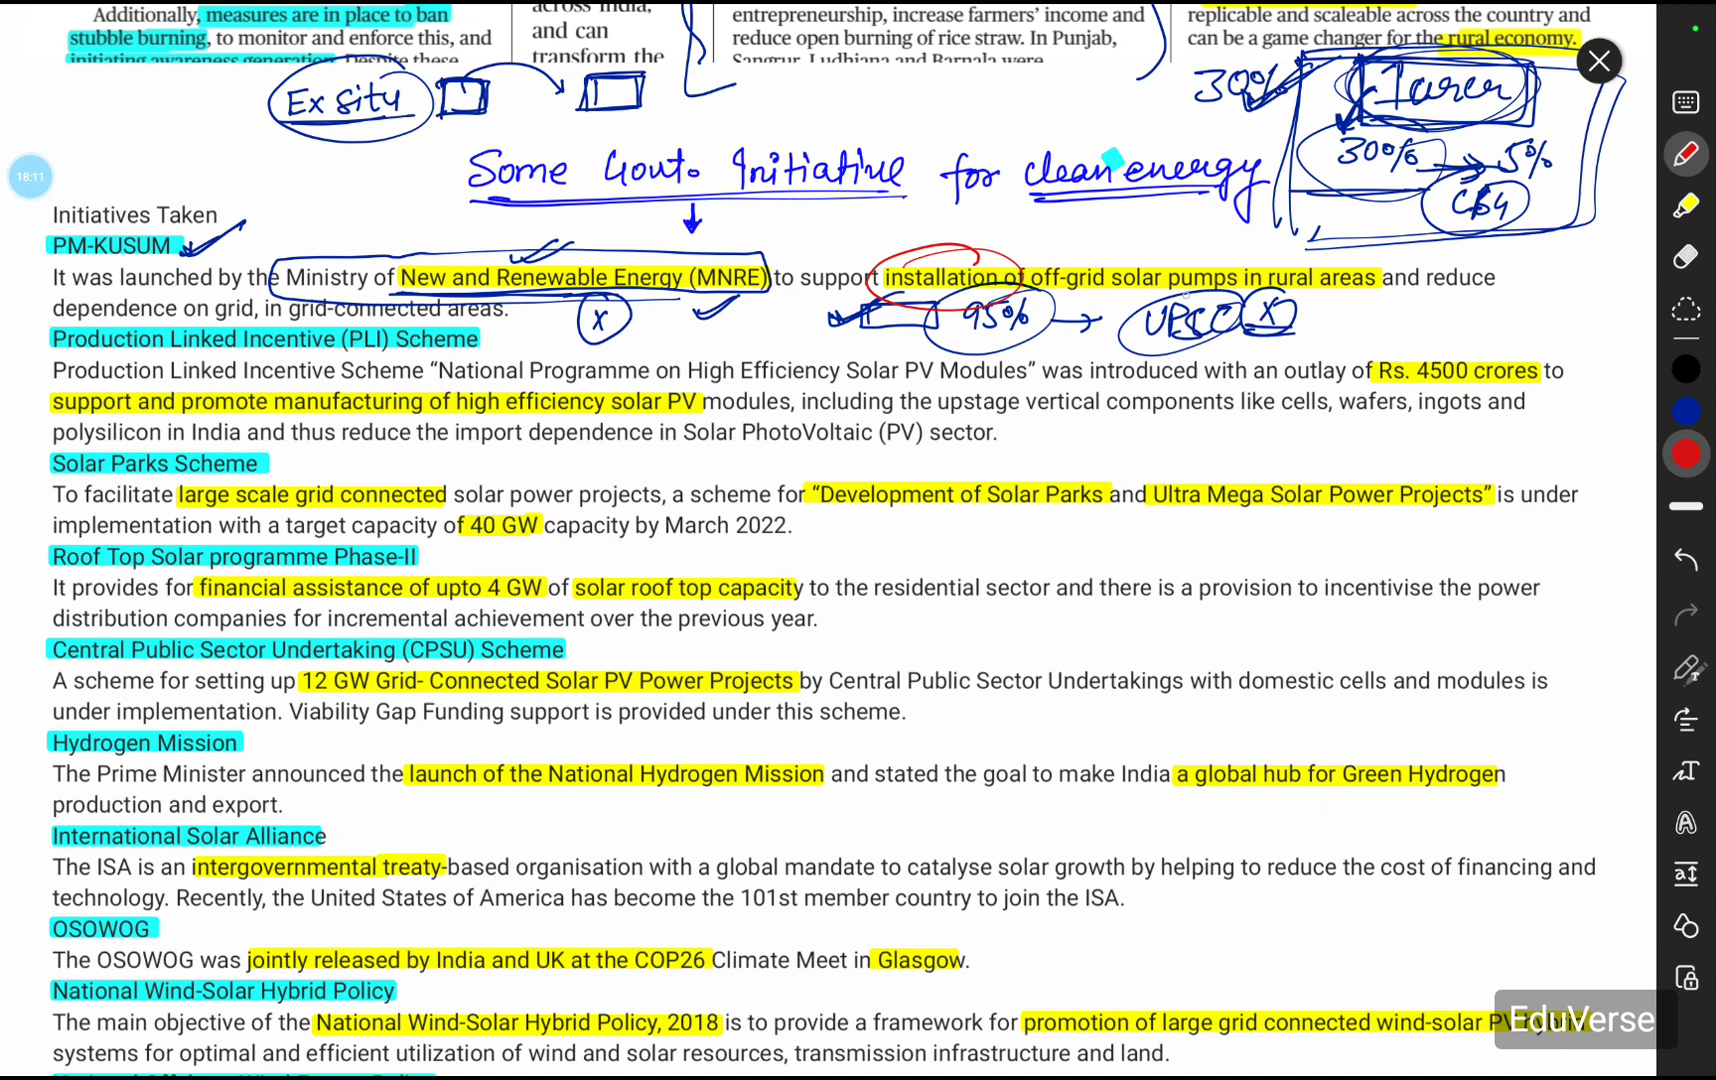 Additionally, measures are in place to ban
stubble burning, to monitor and enforce this, and
initiating awareness generation. Despite these
across India,
and can
transform the
entrepreneurship, increase farmers' income and
reduce open burning of rice straw. In Punjab,
Sangrur, Ludhiana and Barnala were
replicable and scaleable across the country and
can be a game changer for the rural economy.
Ex situ
30%
30% → 5%
CB4
18:11
Some Govt. Initiative for clean energy
Initiatives Taken
PM-KUSUM
It was launched by the Ministry of New and Renewable Energy (MNRE) to support installation of off-grid solar pumps in rural areas and reduce
dependence on grid, in grid-connected areas.
x
95% → UPSC x
Production Linked Incentive (PLI) Scheme
Production Linked Incentive Scheme “National Programme on High Efficiency Solar PV Modules” was introduced with an outlay of Rs. 4500 crores to
support and promote manufacturing of high efficiency solar PV modules, including the upstage vertical components like cells, wafers, ingots and
polysilicon in India and thus reduce the import dependence in Solar PhotoVoltaic (PV) sector.
Solar Parks Scheme
To facilitate large scale grid connected solar power projects, a scheme for “Development of Solar Parks and Ultra Mega Solar Power Projects” is under
implementation with a target capacity of 40 GW capacity by March 2022.
Roof Top Solar programme Phase-II
It provides for financial assistance of upto 4 GW of solar roof top capacity to the residential sector and there is a provision to incentivise the power
distribution companies for incremental achievement over the previous year.
Central Public Sector Undertaking (CPSU) Scheme
A scheme for setting up 12 GW Grid- Connected Solar PV Power Projects by Central Public Sector Undertakings with domestic cells and modules is
under implementation. Viability Gap Funding support is provided under this scheme.
Hydrogen Mission
The Prime Minister announced the launch of the National Hydrogen Mission and stated the goal to make India a global hub for Green Hydrogen
production and export.
International Solar Alliance
The ISA is an intergovernmental treaty-based organisation with a global mandate to catalyse solar growth by helping to reduce the cost of financing and
technology. Recently, the United States of America has become the 101st member country to join the ISA.
OSOWOG
The OSOWOG was jointly released by India and UK at the COP26 Climate Meet in Glasgow.
National Wind-Solar Hybrid Policy
The main objective of the National Wind-Solar Hybrid Policy, 2018 is to provide a framework for promotion of large grid connected wind-solar PV hybrid
systems for optimal and efficient utilization of wind and solar resources, transmission infrastructure and land.
EduVerse